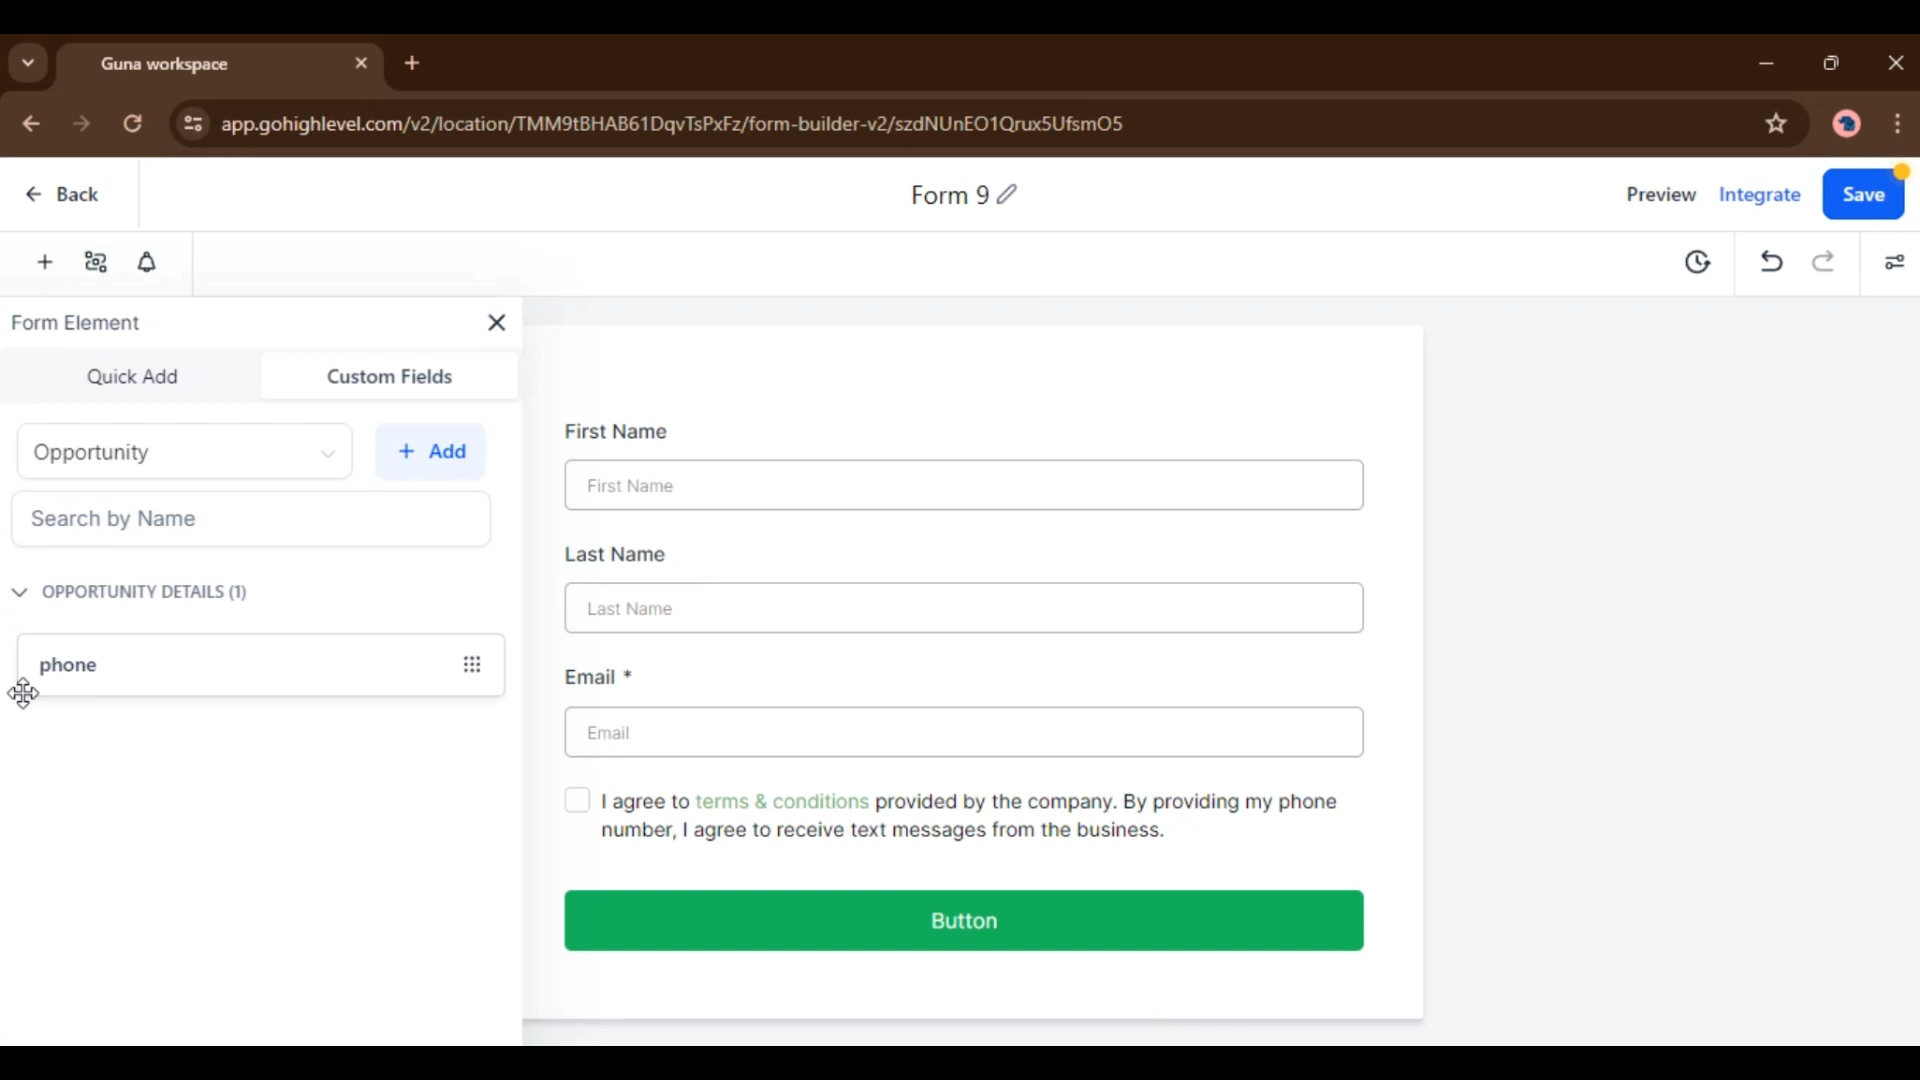 Guna workspace
app.gohighlevel.com/v2/location/TMM9tBHAB61DqvTsPxFz/form-builder-v2/szdNUnEO1Qrux5UfsmO5
Back
Form 9
Preview
Integrate
Save
Form Element
Quick Add
Custom Fields
Opportunity
+ Add
Search by Name
OPPORTUNITY DETAILS (1)
phone
First Name
First Name
Last Name
Last Name
Email *
Email
I agree to terms & conditions provided by the company. By providing my phone
number, I agree to receive text messages from the business.
Button